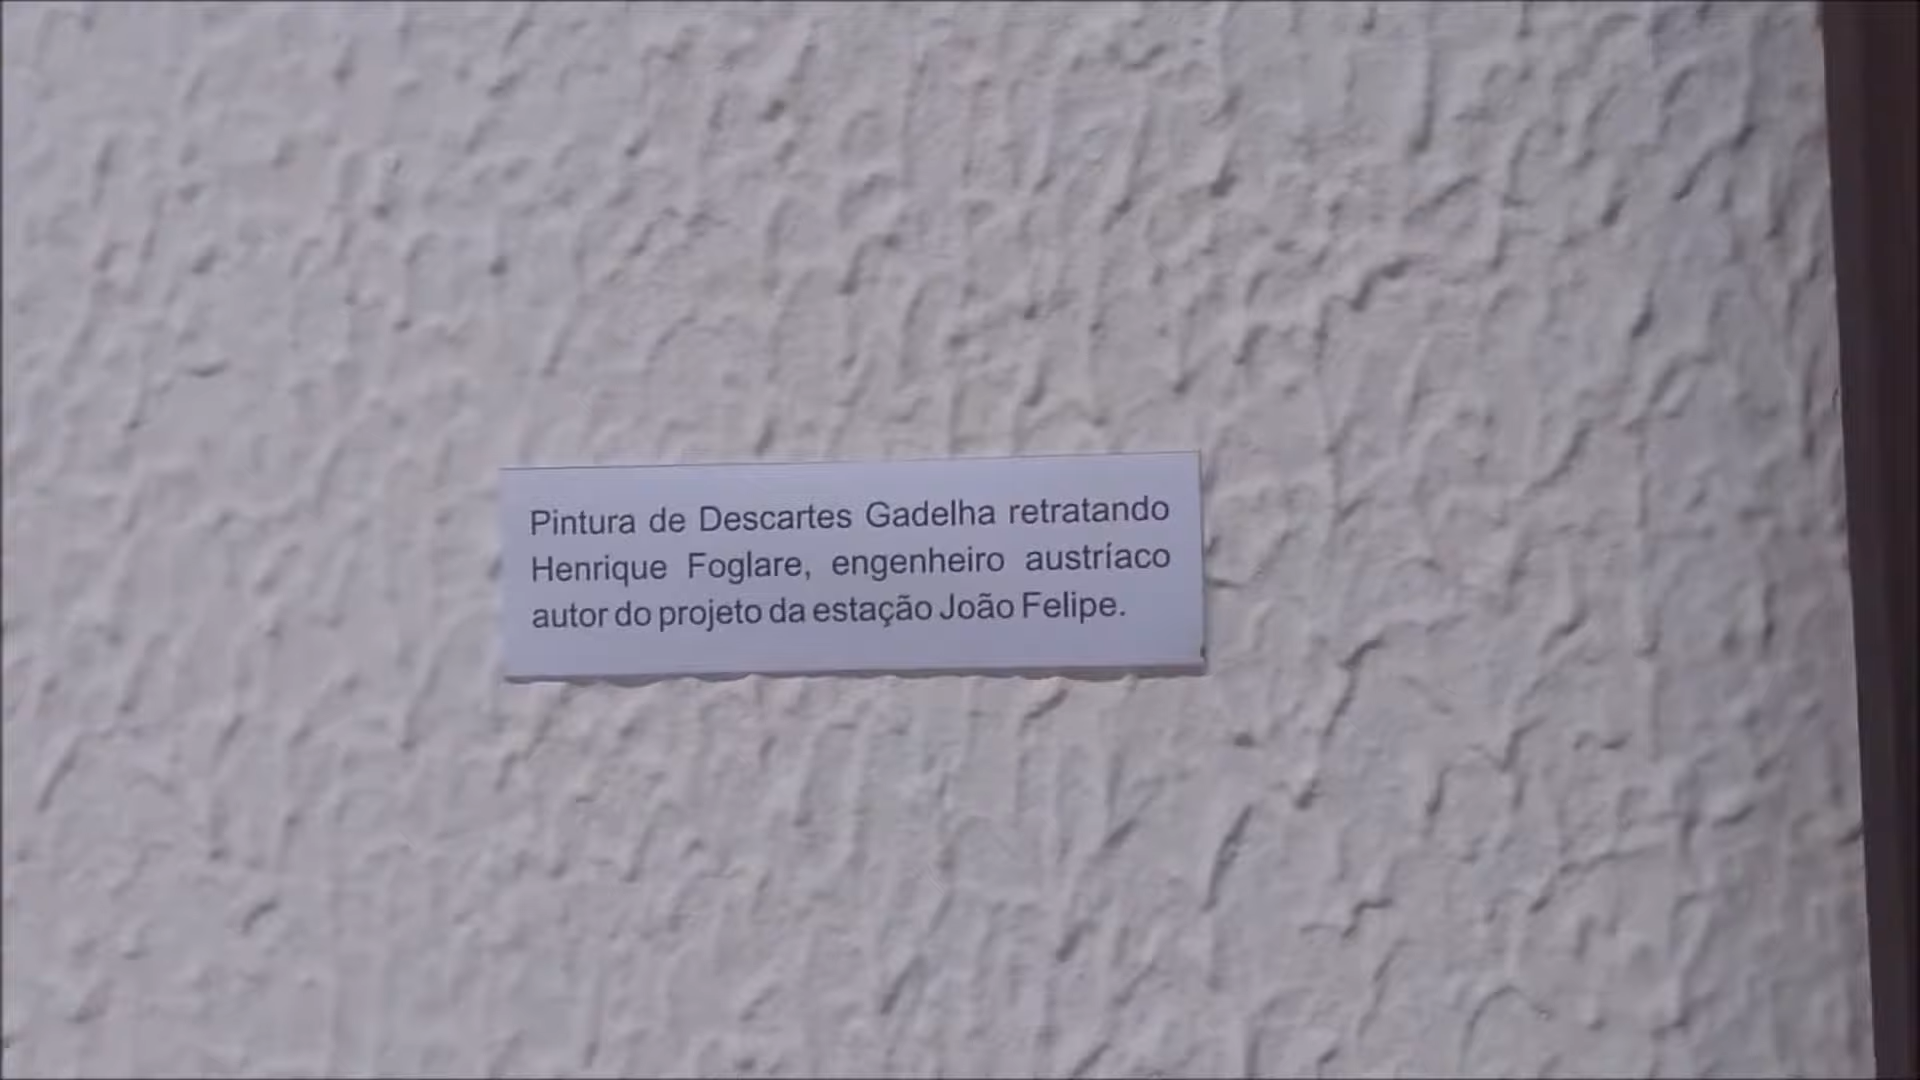 Pintura de Descartes Gadelha retratando
Henrique Foglare, engenheiro austríaco
autor do projeto da estação João Felipe.